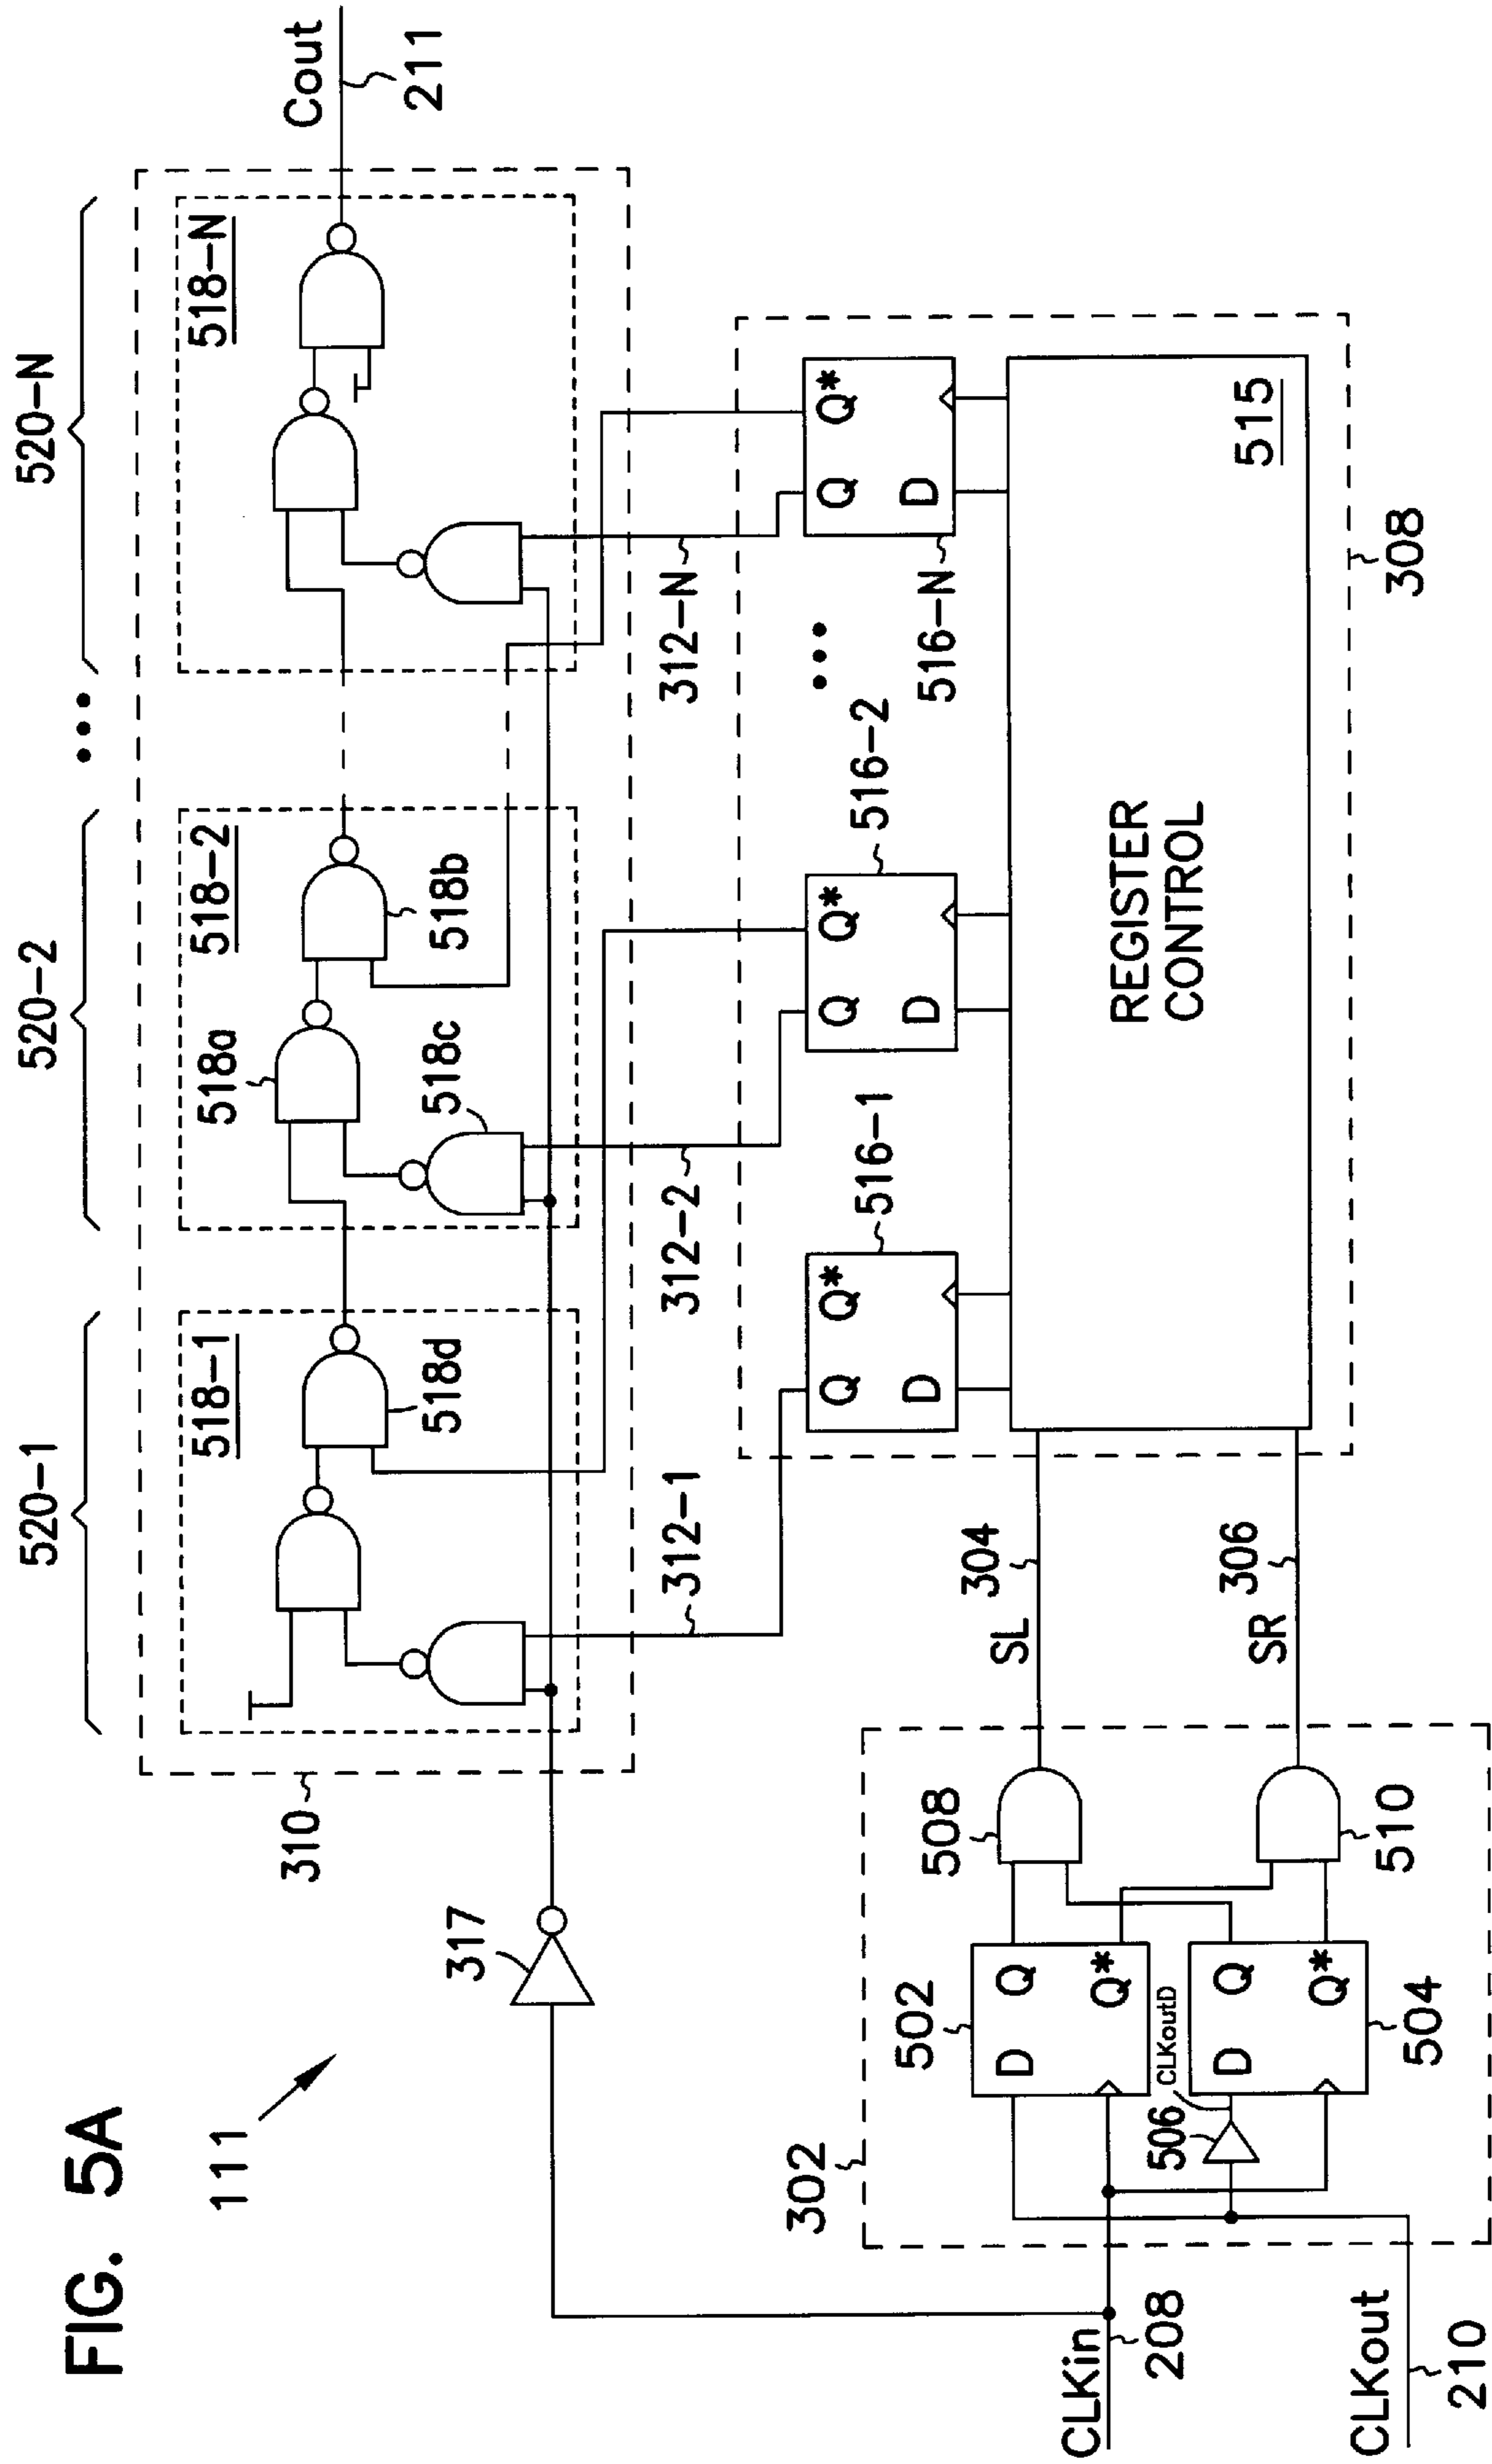 FIG. 5A
111
520-1
520-2
•••
520-N
310
518-1
518d
518-2
518a
518b
518c
518-N
Cout
211
317
312-1
312-2
312-N
516-1
516-2
•••
516-N
Q Q*
D
Q Q*
D
Q Q*
D
REGISTER
CONTROL
515
308
SL
304
SR
306
302
502
D Q
Q*
508
506
CLKoutD
D Q
Q*
504
510
CLKin
208
CLKout
210